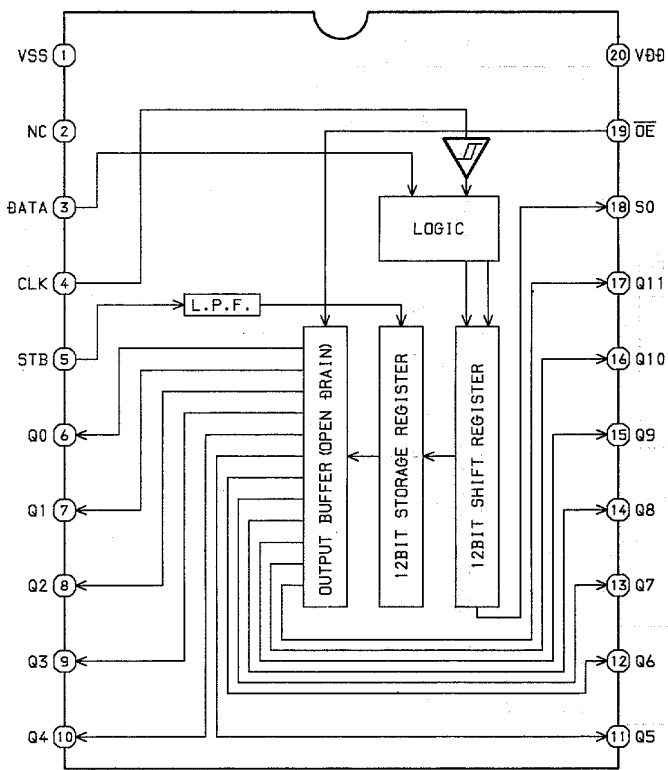 VSS 1
20 VDD
NC 2
19 OE
DATA 3
18 SO
LOGIC
CLK 4
17 Q11
L.P.F.
STB 5
16 Q10
OUTPUT BUFFER (OPEN DRAIN)
12BIT STORAGE REGISTER
12BIT SHIFT REGISTER
Q0 6
15 Q9
Q1 7
14 Q8
Q2 8
13 Q7
Q3 9
12 Q6
Q4 10
11 Q5